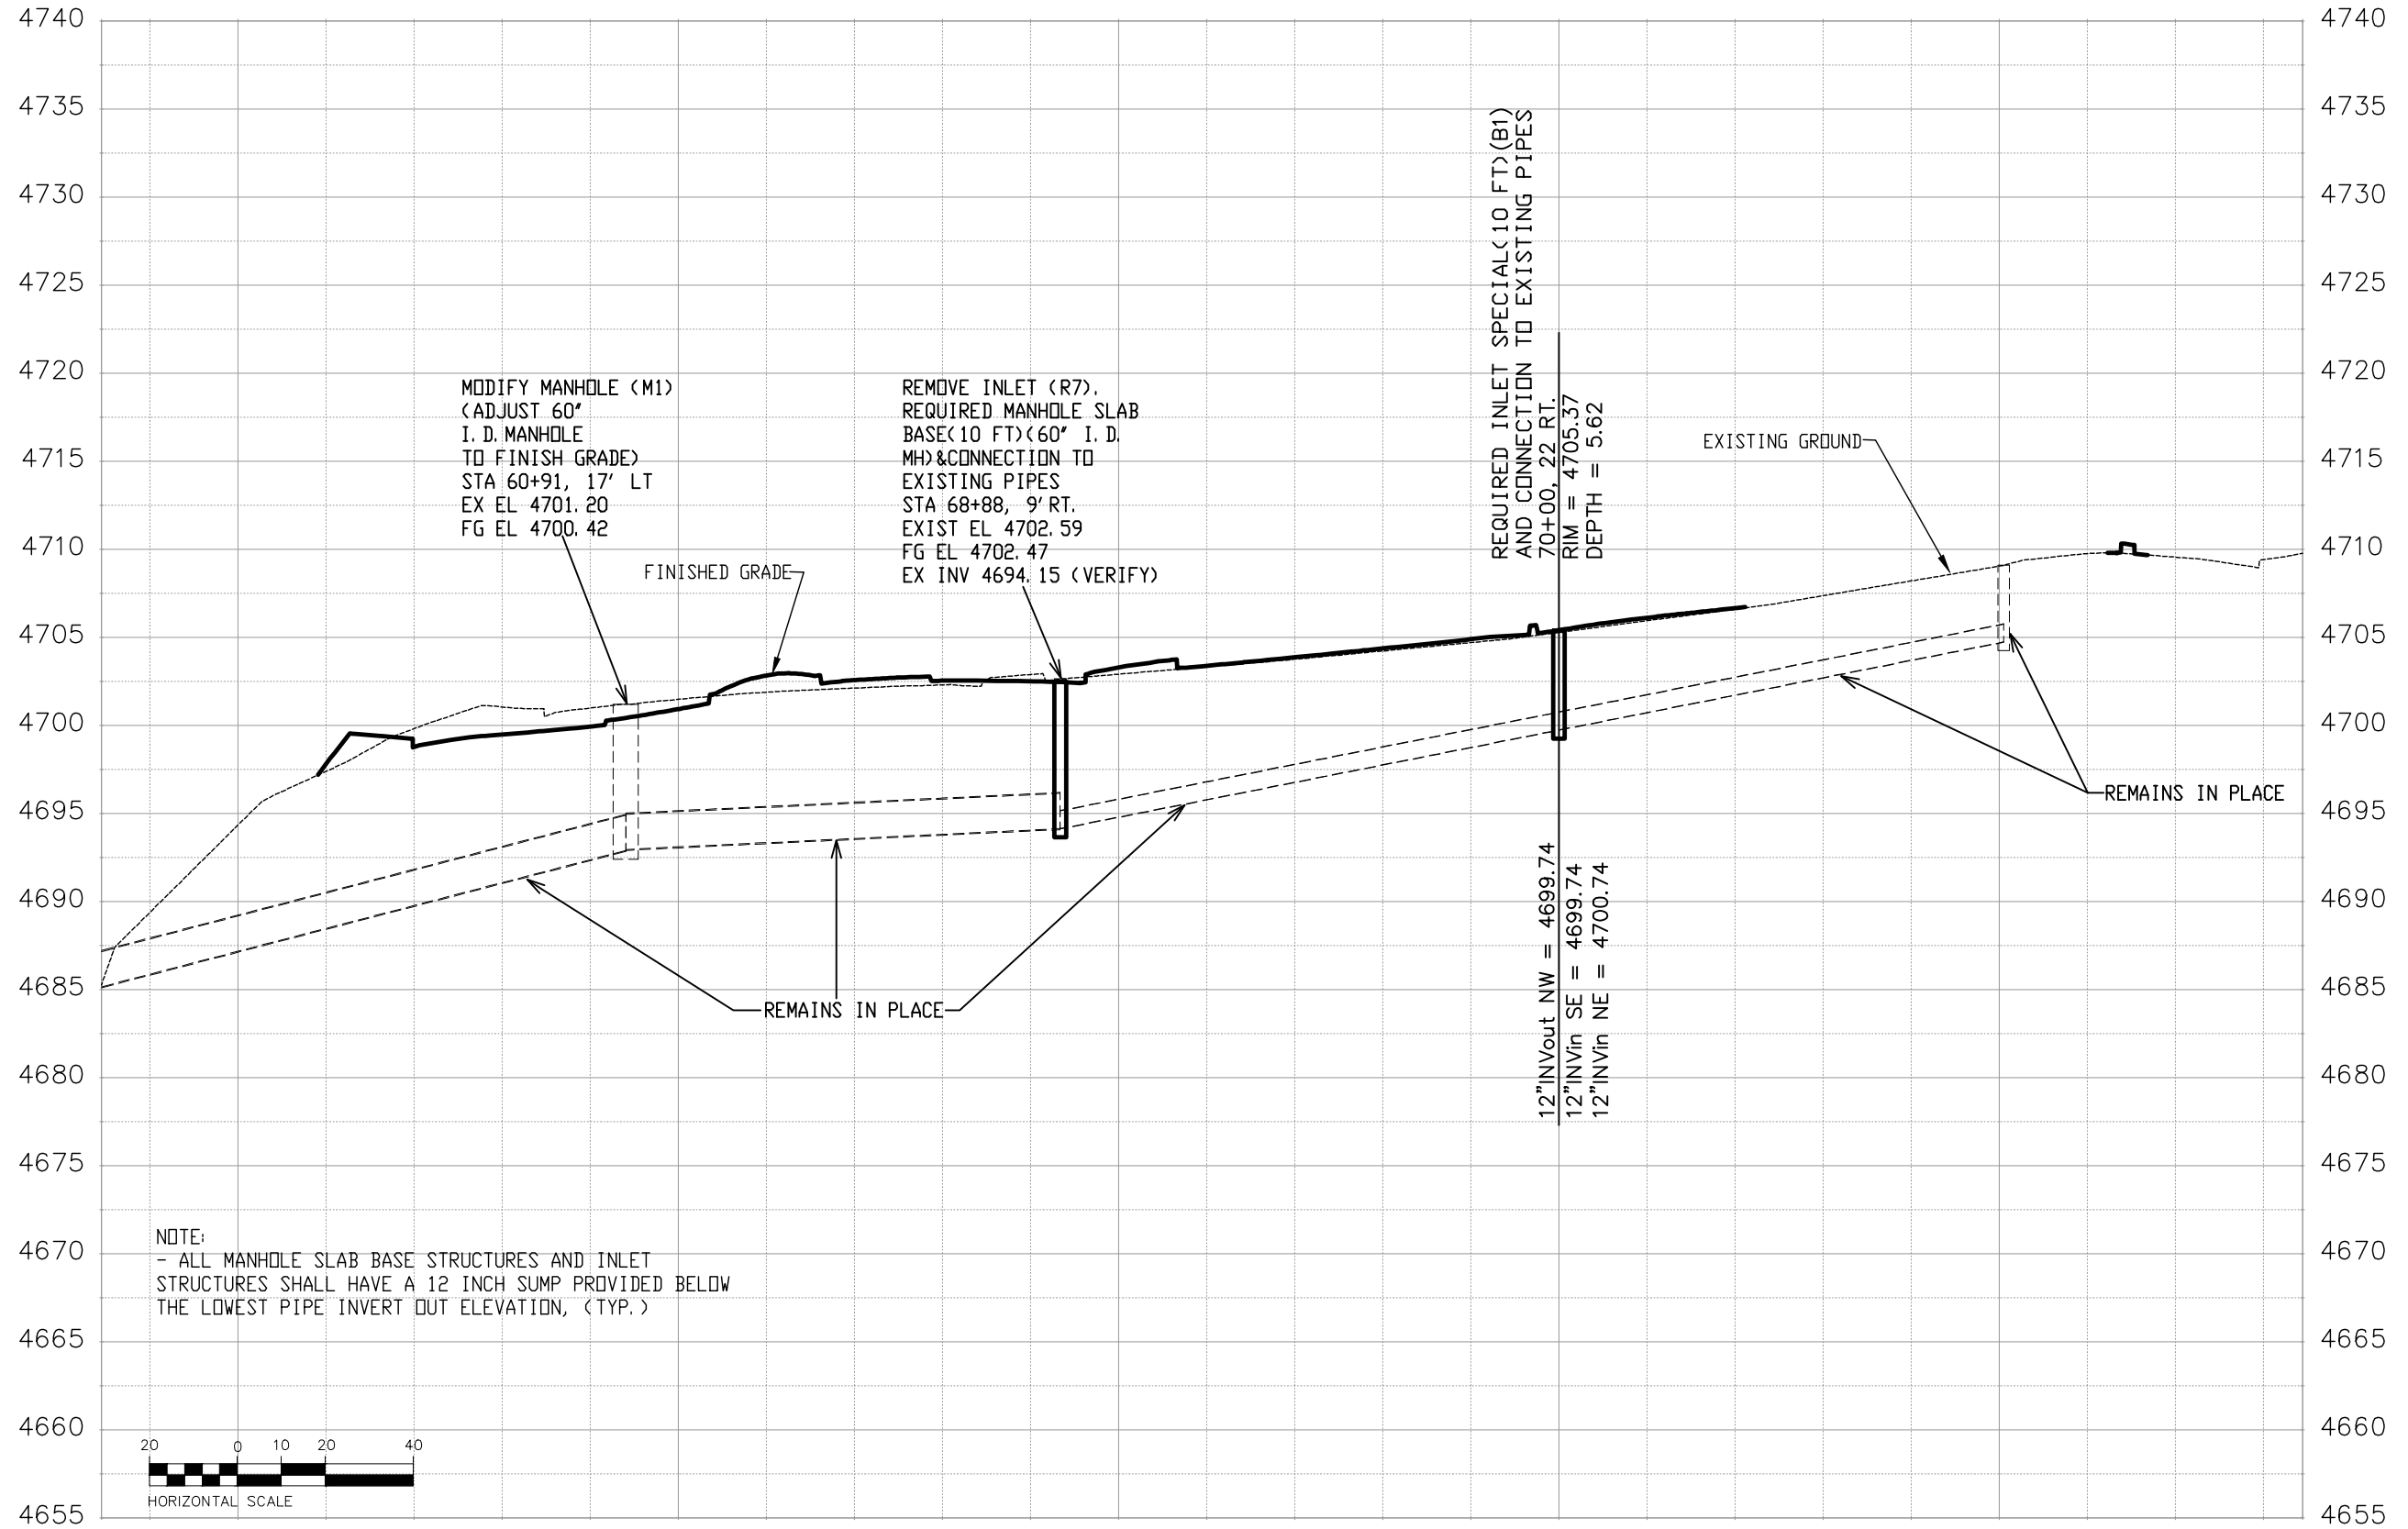 4740
4735
4730
4725
4720
4715
4710
4705
4700
4695
4690
4685
4680
4675
4670
4665
4660
4655
MODIFY MANHOLE (M1)
(ADJUST 60"
I.D.MANHOLE
TO FINISH GRADE)
STA 60+91, 17' LT
EX EL 4701.20
FG EL 4700.42
FINISHED GRADE
REMOVE INLET (R7).
REQUIRED MANHOLE SLAB
BASE(10 FT)(60" I.D.
MH)&CONNECTION TO
EXISTING PIPES
STA 68+88, 9'RT.
EXIST EL 4702.59
FG EL 4702.47
EX INV 4694.15 (VERIFY)
REQUIRED INLET SPECIAL(10 FT)(B1)
AND CONNECTION TO EXISTING PIPES
70+00, 22 RT.
RIM = 4705.37
DEPTH = 5.62
EXISTING GROUND
REMAINS IN PLACE
REMAINS IN PLACE
12"INVout NW = 4699.74
12"INVin SE = 4699.74
12"INVin NE = 4700.74
NOTE:
- ALL MANHOLE SLAB BASE STRUCTURES AND INLET
STRUCTURES SHALL HAVE A 12 INCH SUMP PROVIDED BELOW
THE LOWEST PIPE INVERT OUT ELEVATION, (TYP.)
20 0 10 20 40
HORIZONTAL SCALE
4740
4735
4730
4725
4720
4715
4710
4705
4700
4695
4690
4685
4680
4675
4670
4665
4660
4655